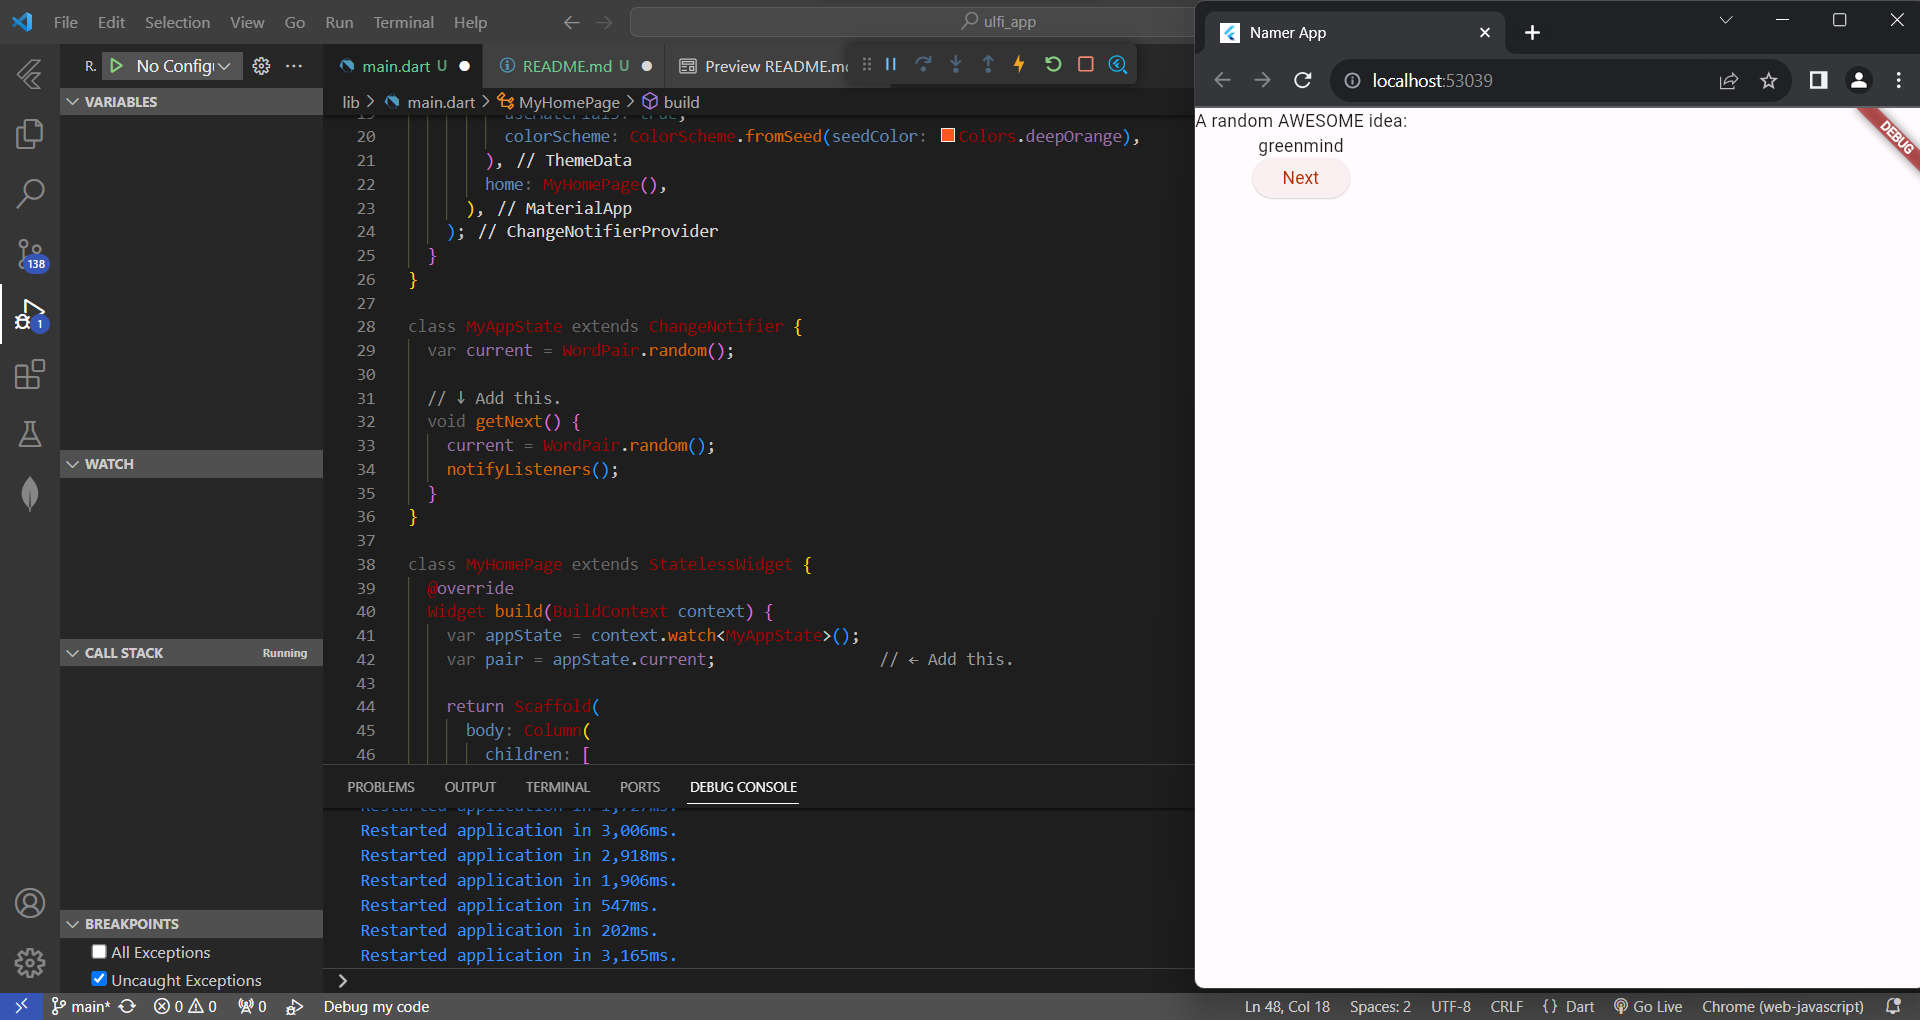 File Edit Selection View Go Run Terminal Help
ulfi_app
R. No Config
main.dart U
README.md U
Preview README.m
VARIABLES
lib > main.dart > MyHomePage > build
19 useMaterial3: true,
20 colorScheme: ColorScheme.fromSeed(seedColor: Colors.deepOrange),
21 ), // ThemeData
22 home: MyHomePage(),
23 ), // MaterialApp
24 ); // ChangeNotifierProvider
25 }
26 }
27
28 class MyAppState extends ChangeNotifier {
29 var current = WordPair.random();
30
31 // ↓ Add this.
32 void getNext() {
33 current = WordPair.random();
34 notifyListeners();
35 }
36 }
37
38 class MyHomePage extends StatelessWidget {
39 @override
40 Widget build(BuildContext context) {
41 var appState = context.watch<MyAppState>();
42 var pair = appState.current; // ← Add this.
43
44 return Scaffold(
45 body: Column(
46 children: [
138
1
WATCH
CALL STACK Running
BREAKPOINTS
All Exceptions
Uncaught Exceptions
PROBLEMS OUTPUT TERMINAL PORTS DEBUG CONSOLE
Restarted application in 1,727ms.
Restarted application in 3,006ms.
Restarted application in 2,918ms.
Restarted application in 1,906ms.
Restarted application in 547ms.
Restarted application in 202ms.
Restarted application in 3,165ms.
>
Namer App
localhost:53039
A random AWESOME idea:
greenmind
Next
DEBUG
main* 0 0 0 Debug my code
Ln 48, Col 18 Spaces: 2 UTF-8 CRLF {} Dart Go Live Chrome (web-javascript)